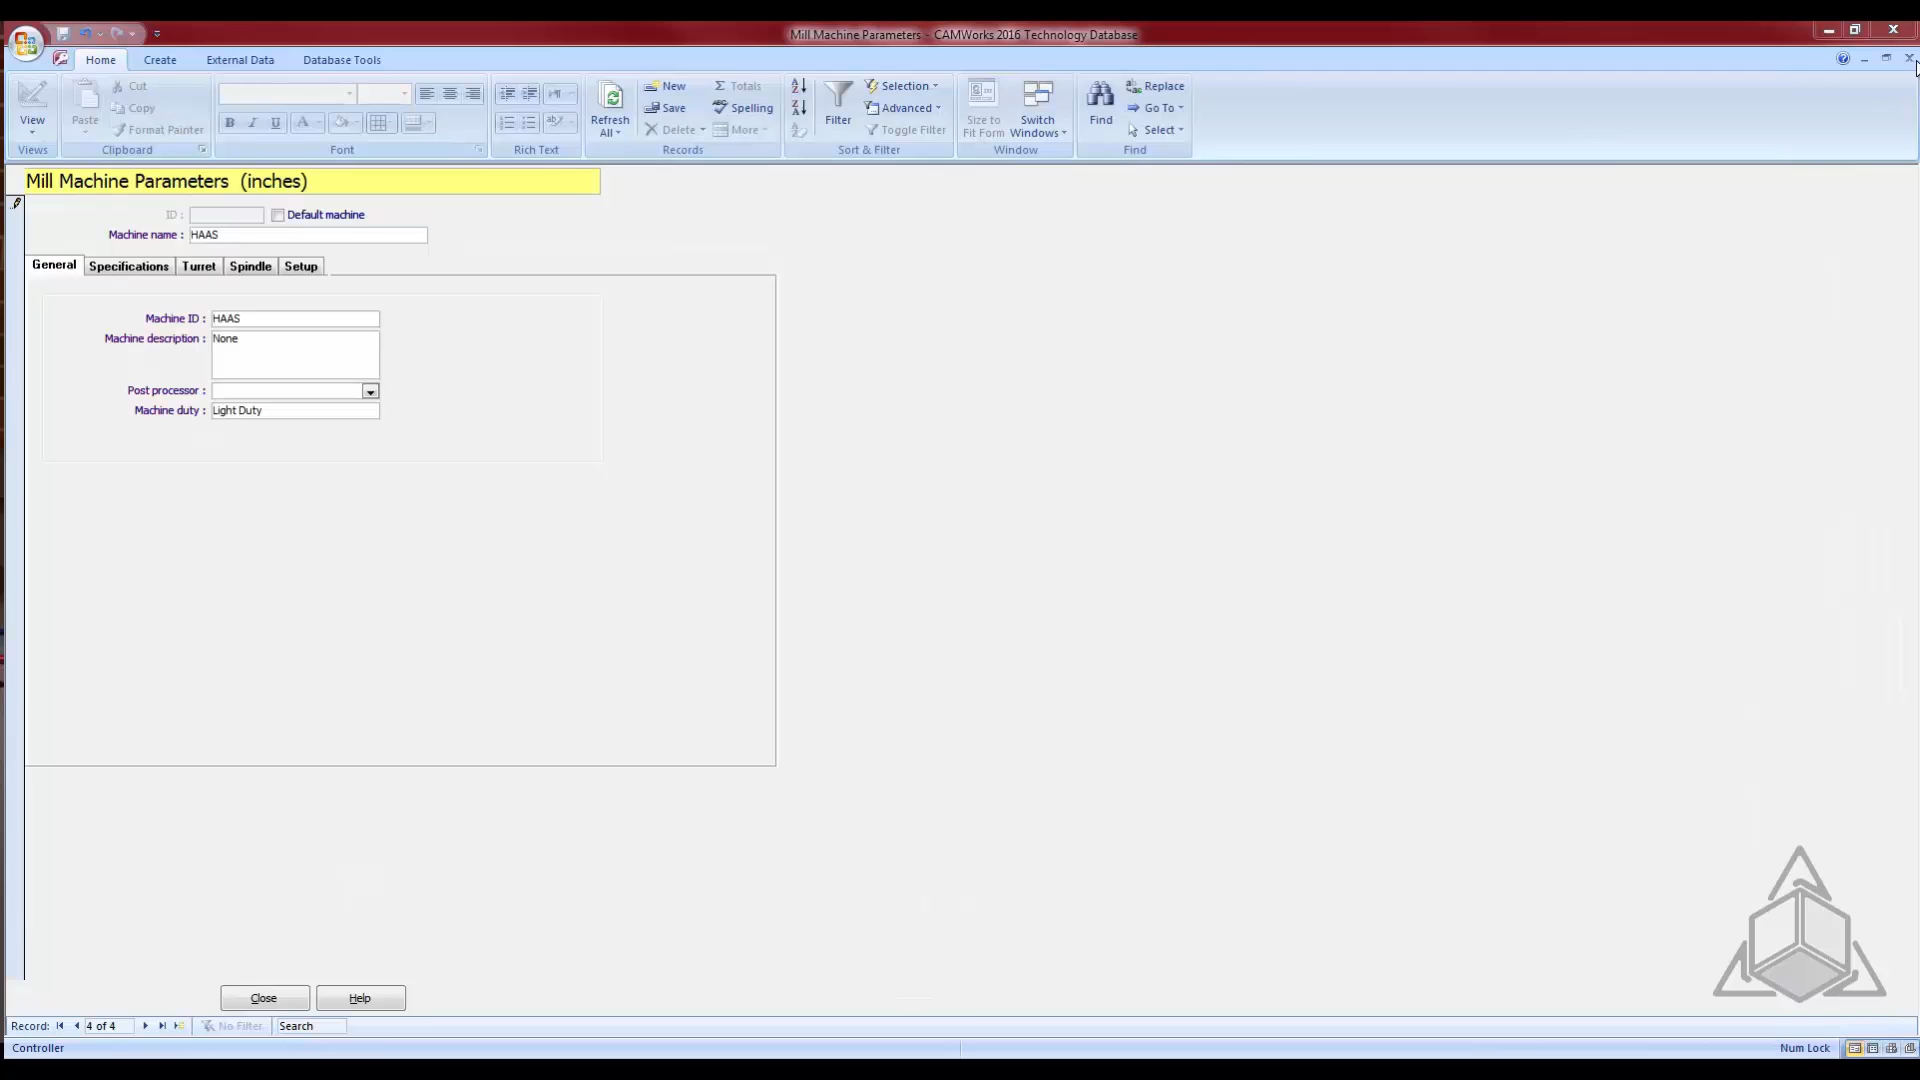 Mill Machine Parameters - CAMWorks 2016 Technology Database
Home Create External Data Database Tools
View
Views
Paste
Cut
Copy
Format Painter
Clipboard
B I U A
Font
Rich Text
Refresh All
New
Save
Delete
Totals
Spelling
More
Records
Filter
Selection
Advanced
Toggle Filter
Sort & Filter
Size to Fit Form
Switch Windows
Window
Find
Replace
Go To
Select
Find
Mill Machine Parameters (inches)
ID : Default machine
Machine name : HAAS
General Specifications Turret Spindle Setup
Machine ID : HAAS
Machine description : None
Post processor :
Machine duty : Light Duty
Close Help
Record: 4 of 4 No Filter Search
Controller Num Lock